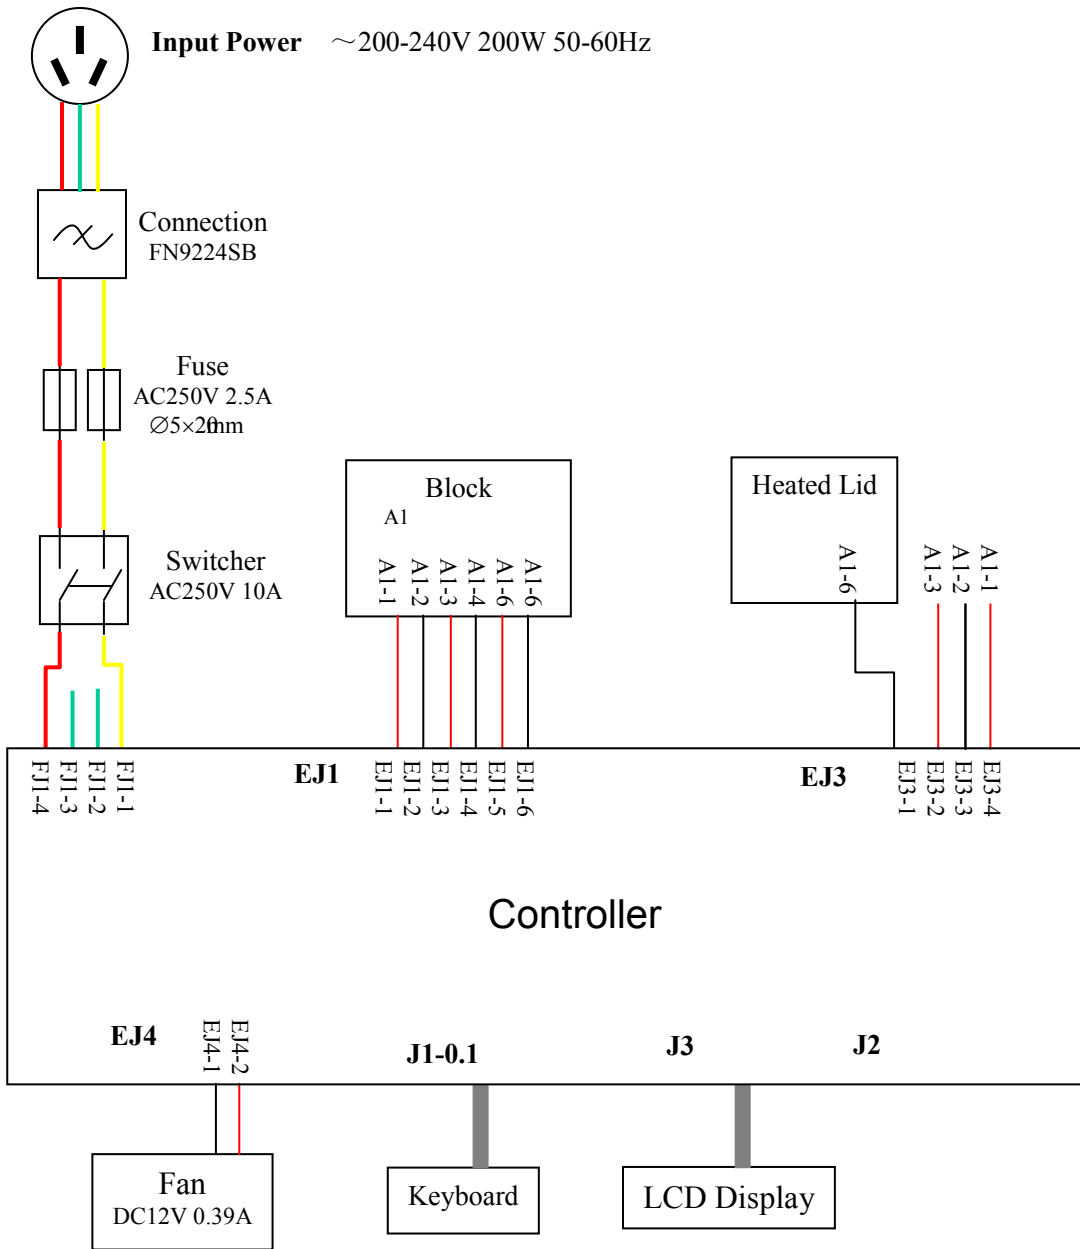 Input Power ～200-240V 200W 50-60Hz
Connection
FN9224SB
Fuse
AC250V 2.5A
∅5×20mm
Switcher
AC250V 10A
Block
A1
A1-1
A1-2
A1-3
A1-4
A1-6
A1-6
Heated Lid
A1-6
A1-3
A1-2
A1-1
FJ1-4
FJ1-3
FJ1-2
FJ1-1
EJ1
EJ1-1
EJ1-2
EJ1-3
EJ1-4
EJ1-5
EJ1-6
EJ3
EJ3-1
EJ3-2
EJ3-3
EJ3-4
Controller
EJ4
EJ4-1
EJ4-2
J1-0.1
J3
J2
Fan
DC12V 0.39A
Keyboard
LCD Display